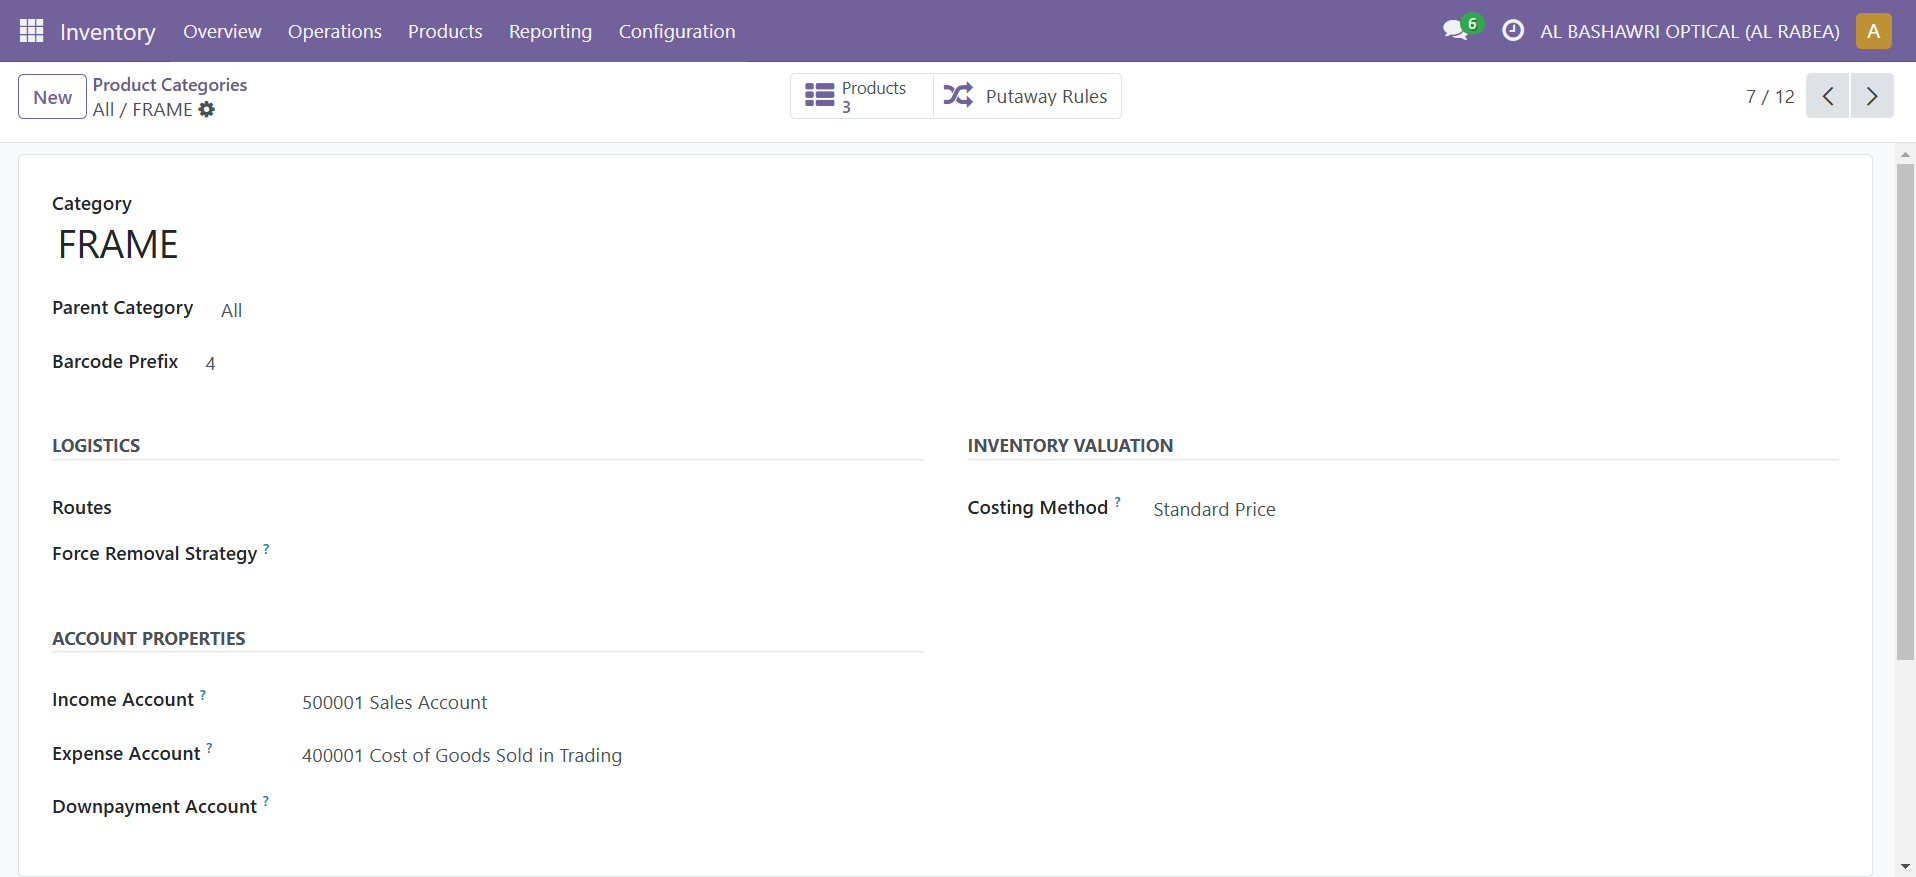 Inventory Overview Operations Products Reporting Configuration 6 AL BASHAWRI OPTICAL (AL RABEA) A
New Product Categories
All / FRAME
Products
3
Putaway Rules
7 / 12
Category
FRAME
Parent Category All
Barcode Prefix 4
LOGISTICS
Routes
Force Removal Strategy ?
INVENTORY VALUATION
Costing Method ? Standard Price
ACCOUNT PROPERTIES
Income Account ? 500001 Sales Account
Expense Account ? 400001 Cost of Goods Sold in Trading
Downpayment Account ?